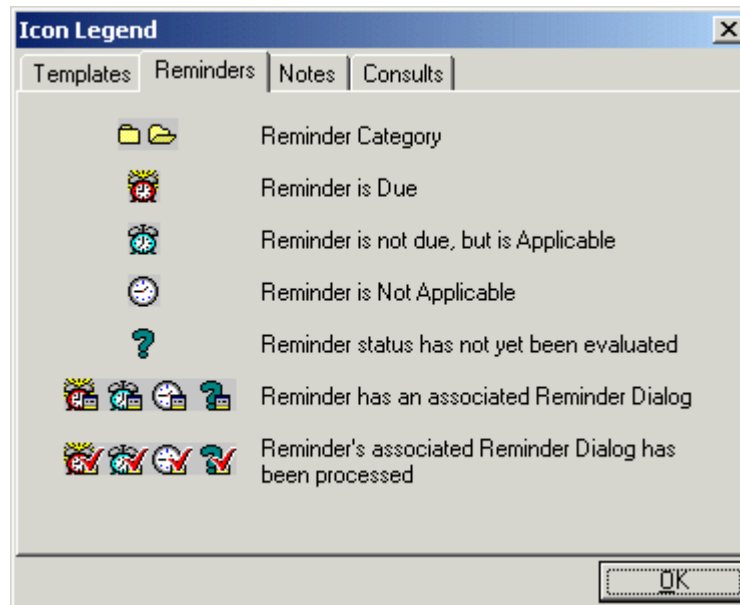 Icon Legend
Templates Reminders Notes Consults
Reminder Category
Reminder is Due
Reminder is not due, but is Applicable
Reminder is Not Applicable
Reminder status has not yet been evaluated
Reminder has an associated Reminder Dialog
Reminder's associated Reminder Dialog has
been processed
OK